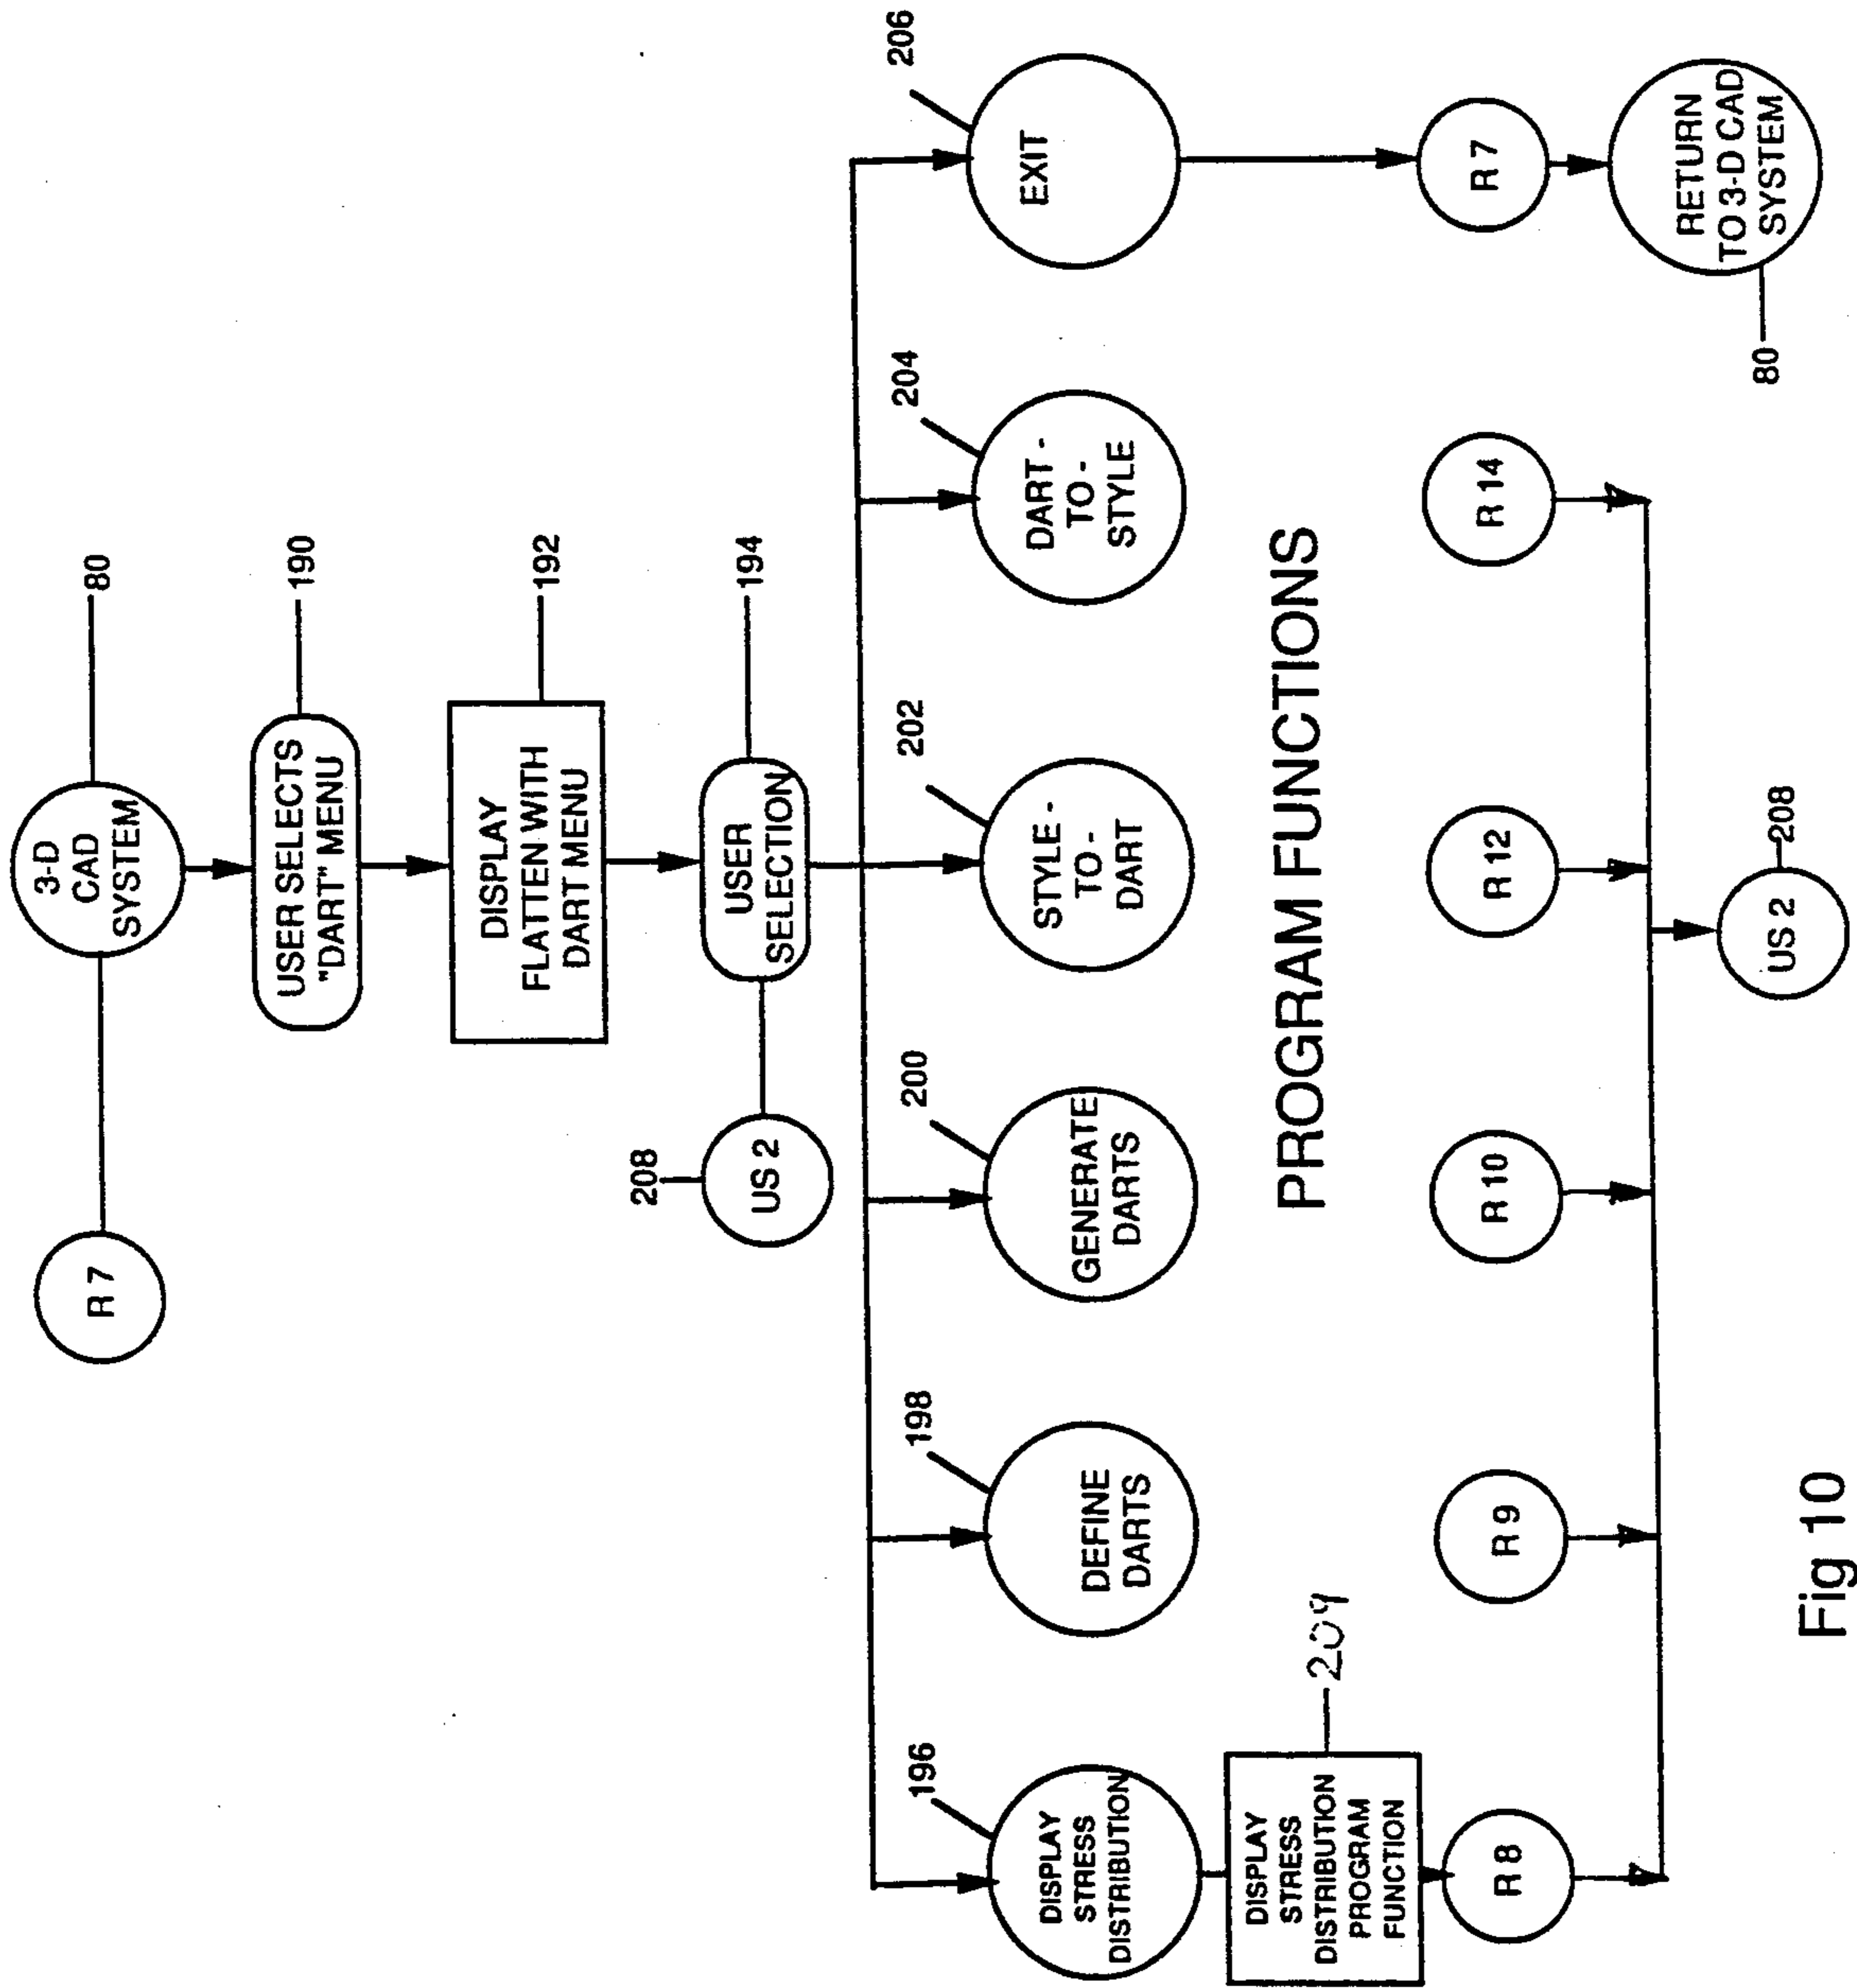 R 7
3-D
CAD
SYSTEM
80
USER SELECTS
"DART" MENU
190
DISPLAY
FLATTEN WITH
DART MENU
192
208
US 2
USER
SELECTION
194
196
198
200
202
204
206
DISPLAY
STRESS
DISTRIBUTION
DEFINE
DARTS
GENERATE
DARTS
STYLE -
TO -
DART
DART -
TO -
STYLE
EXIT
DISPLAY
STRESS
DISTRIBUTION
PROGRAM
FUNCTION
209
PROGRAM FUNCTIONS
R 8
R 9
R 10
R 12
R 14
R 7
US 2
208
RETURN
TO 3-D CAD
SYSTEM
80
Fig 10